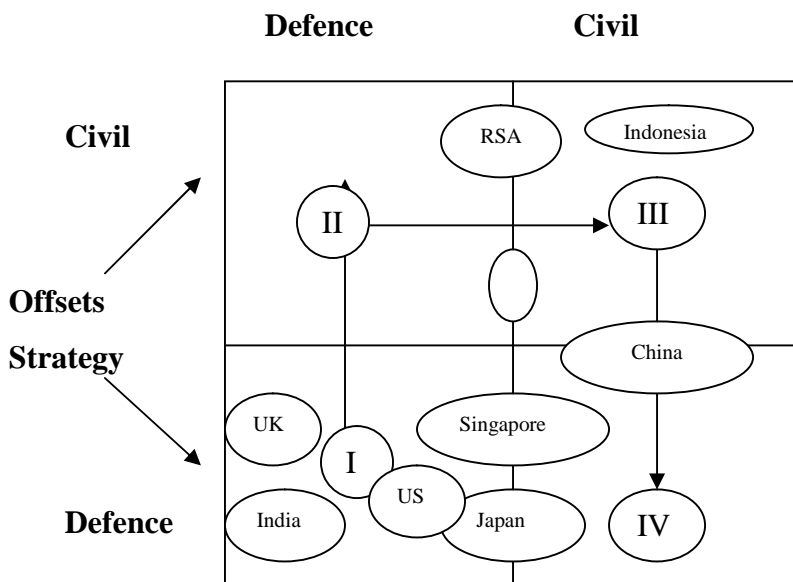 Defence Civil
Civil
RSA Indonesia
II III
Offsets
Strategy
China
UK Singapore
I
US
Defence India Japan IV